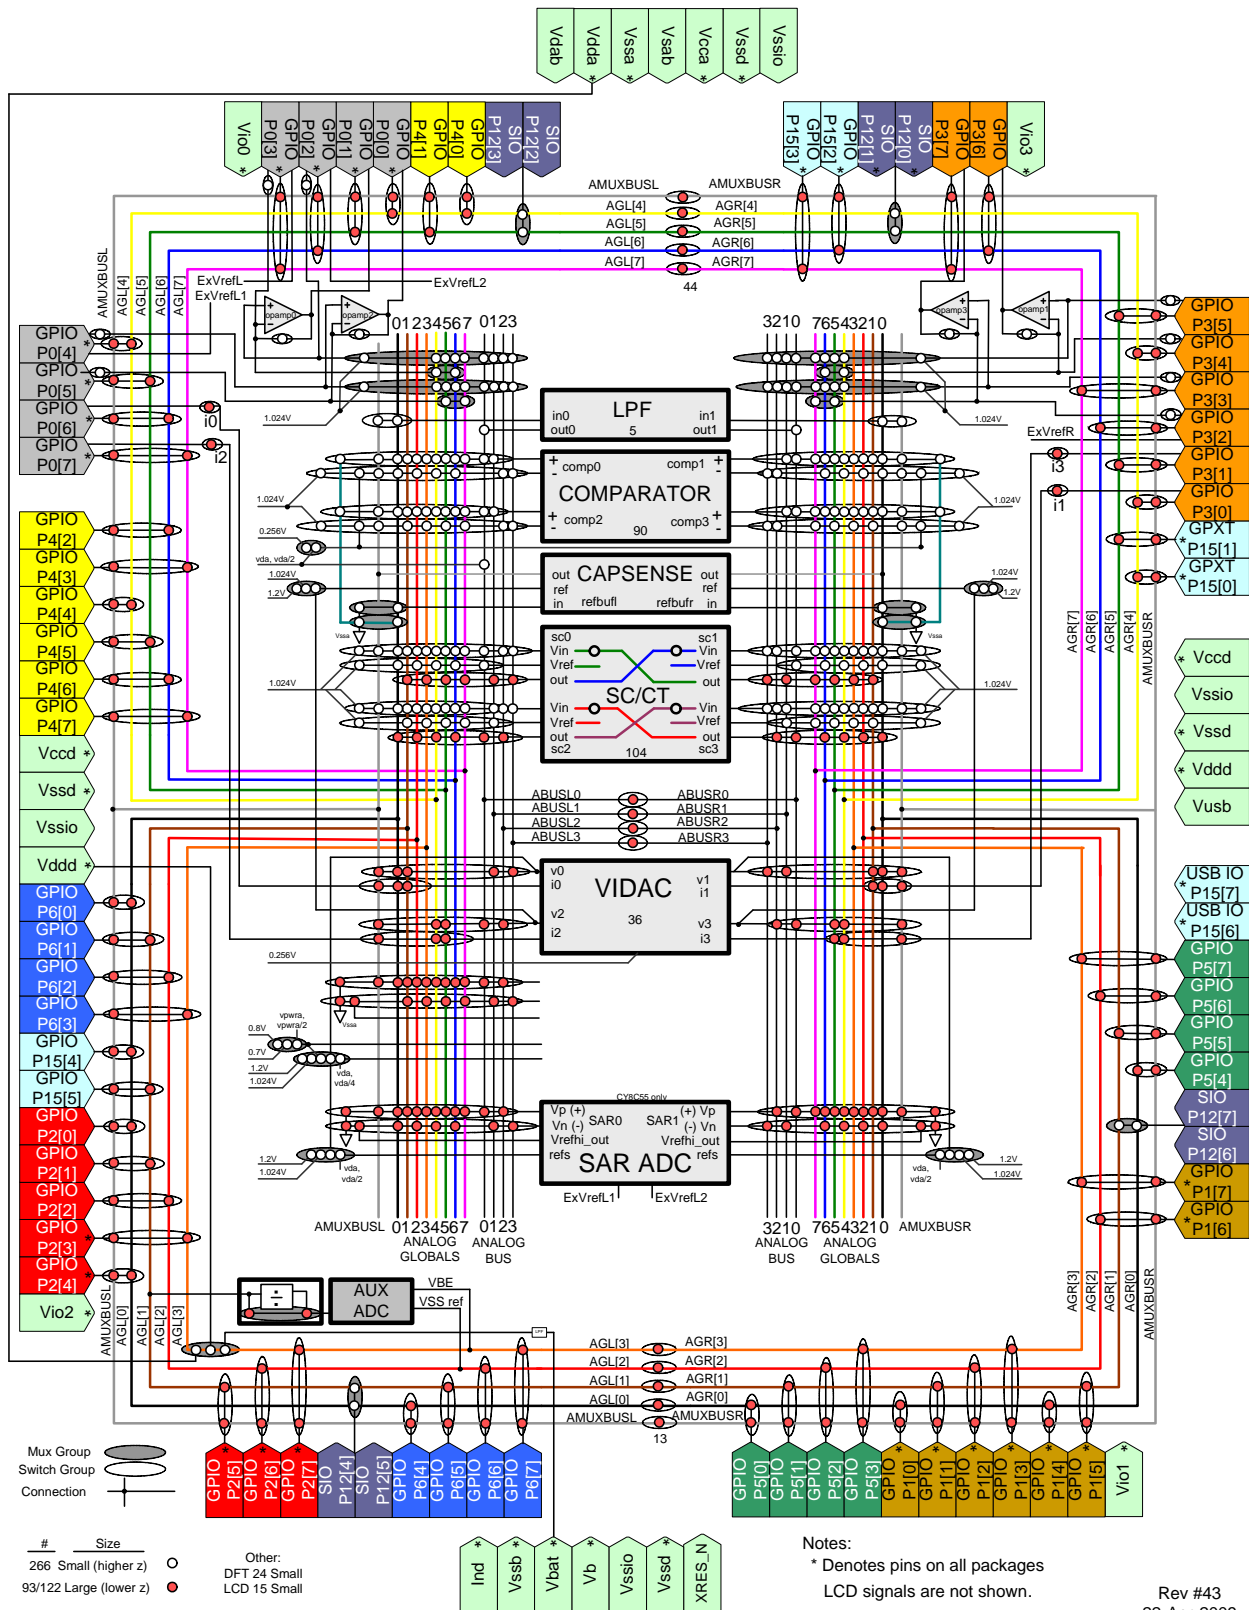 Vdab
Vdda *
Vssa *
Vsab
Vcca *
Vssd *
Vssio
Vio0 *
GPIO P0[3] *
GPIO P0[2] *
GPIO P0[1] *
GPIO P0[0] *
GPIO P4[1]
GPIO P4[0]
SIO P12[3]
SIO P12[2]
GPIO P15[3] *
GPIO P15[2] *
SIO P12[1] *
SIO P12[0] *
GPIO P3[7] *
GPIO P3[6] *
Vio3 *
AMUXBUSL AMUXBUSR
AGL[4] AGR[4]
AGL[5] AGR[5]
AGL[6] AGR[6]
AGL[7] AGR[7]
44
AMUXBUSL
AGL[4]
AGL[5]
AGL[6]
AGL[7]
ExVrefL
ExVrefL1
ExVrefL2
opamp0
opamp2
opamp3
opamp1
01234567 0123
3210 76543210
GPIO
* P0[4]
GPIO
* P0[5]
GPIO
* P0[6]
GPIO
* P0[7]
i0
i2
GPIO
P3[5]
GPIO
P3[4]
GPIO
P3[3]
GPIO
P3[2]
GPIO
P3[1]
GPIO
P3[0]
GPXT
* P15[1]
GPXT
* P15[0]
ExVrefR
i3
i1
1.024V
1.024V
LPF
in0 in1
out0 out1
5
+ comp0 comp1 +
- -
COMPARATOR
+ comp2 comp3 +
- -
90
1.024V
0.256V
vda, vda/2
1.024V
1.2V
1.024V
1.024V
1.2V
out CAPSENSE out
ref ref
in refbufl refbufr in
Vssa
Vssa
sc0 sc1
Vin Vin
Vref Vref
out out
SC/CT
Vin Vin
Vref Vref
out out
sc2 sc3
104
1.024V
1.024V
GPIO
P4[2]
GPIO
P4[3]
GPIO
P4[4]
GPIO
P4[5]
GPIO
P4[6]
GPIO
P4[7]
Vccd *
Vssd *
Vssio
Vddd *
AGR[7]
AGR[6]
AGR[5]
AGR[4]
AMUXBUSR
* Vccd
Vssio
* Vssd
* Vddd
Vusb
ABUSL0 ABUSR0
ABUSL1 ABUSR1
ABUSL2 ABUSR2
ABUSL3 ABUSR3
v0 v1
i0 i1
VIDAC
v2 v3
i2 i3
36
0.256V
GPIO
P6[0]
GPIO
P6[1]
GPIO
P6[2]
GPIO
P6[3]
GPIO
P15[4]
GPIO
P15[5]
GPIO
P2[0]
GPIO
P2[1]
GPIO
P2[2]
GPIO
P2[3] *
GPIO
P2[4] *
Vio2 *
USB IO
* P15[7]
USB IO
* P15[6]
GPIO
P5[7]
GPIO
P5[6]
GPIO
P5[5]
GPIO
P5[4]
SIO
P12[7]
SIO
P12[6]
GPIO
* P1[7]
GPIO
* P1[6]
Vssa
vpwra,
vpwra/2
0.8V
0.7V
1.2V
1.024V
vda,
vda/4
CY8C55 only
Vp (+) (+) Vp
Vn (-) SAR0 SAR1 (-) Vn
Vrefhi_out Vrefhi_out
refs refs
SAR ADC
1.2V
1.024V
vda,
vda/2
vda,
vda/2
1.2V
1.024V
ExVrefL1 ExVrefL2
AMUXBUSL 01234567 0123
ANALOG GLOBALS
ANALOG BUS
3210 76543210 AMUXBUSR
ANALOG BUS
ANALOG GLOBALS
AMUXBUSL
AGL[0]
AGL[1]
AGL[2]
AGL[3]
÷
AUX
ADC
VBE
VSS ref
LPF
AGR[3]
AGR[2]
AGR[1]
AGR[0]
AMUXBUSR
AGL[3] AGR[3]
AGL[2] AGR[2]
AGL[1] AGR[1]
AGL[0] AGR[0]
AMUXBUSL AMUXBUSR
13
GPIO P2[5] *
GPIO P2[6] *
GPIO P2[7] *
SIO P12[4]
SIO P12[5]
GPIO P6[4]
GPIO P6[5]
GPIO P6[6]
GPIO P6[7]
GPIO P5[0]
GPIO P5[1]
GPIO P5[2]
GPIO P5[3]
GPIO P1[0] *
GPIO P1[1] *
GPIO P1[2] *
GPIO P1[3] *
GPIO P1[4] *
GPIO P1[5] *
Vio1 *
Mux Group
Switch Group
Connection
# Size
266 Small (higher z)
93/122 Large (lower z)
Other:
DFT 24 Small
LCD 15 Small
Ind *
Vssb *
Vbat *
Vb *
Vssio
Vssd *
XRES_N
Notes:
* Denotes pins on all packages
LCD signals are not shown.
Rev #43